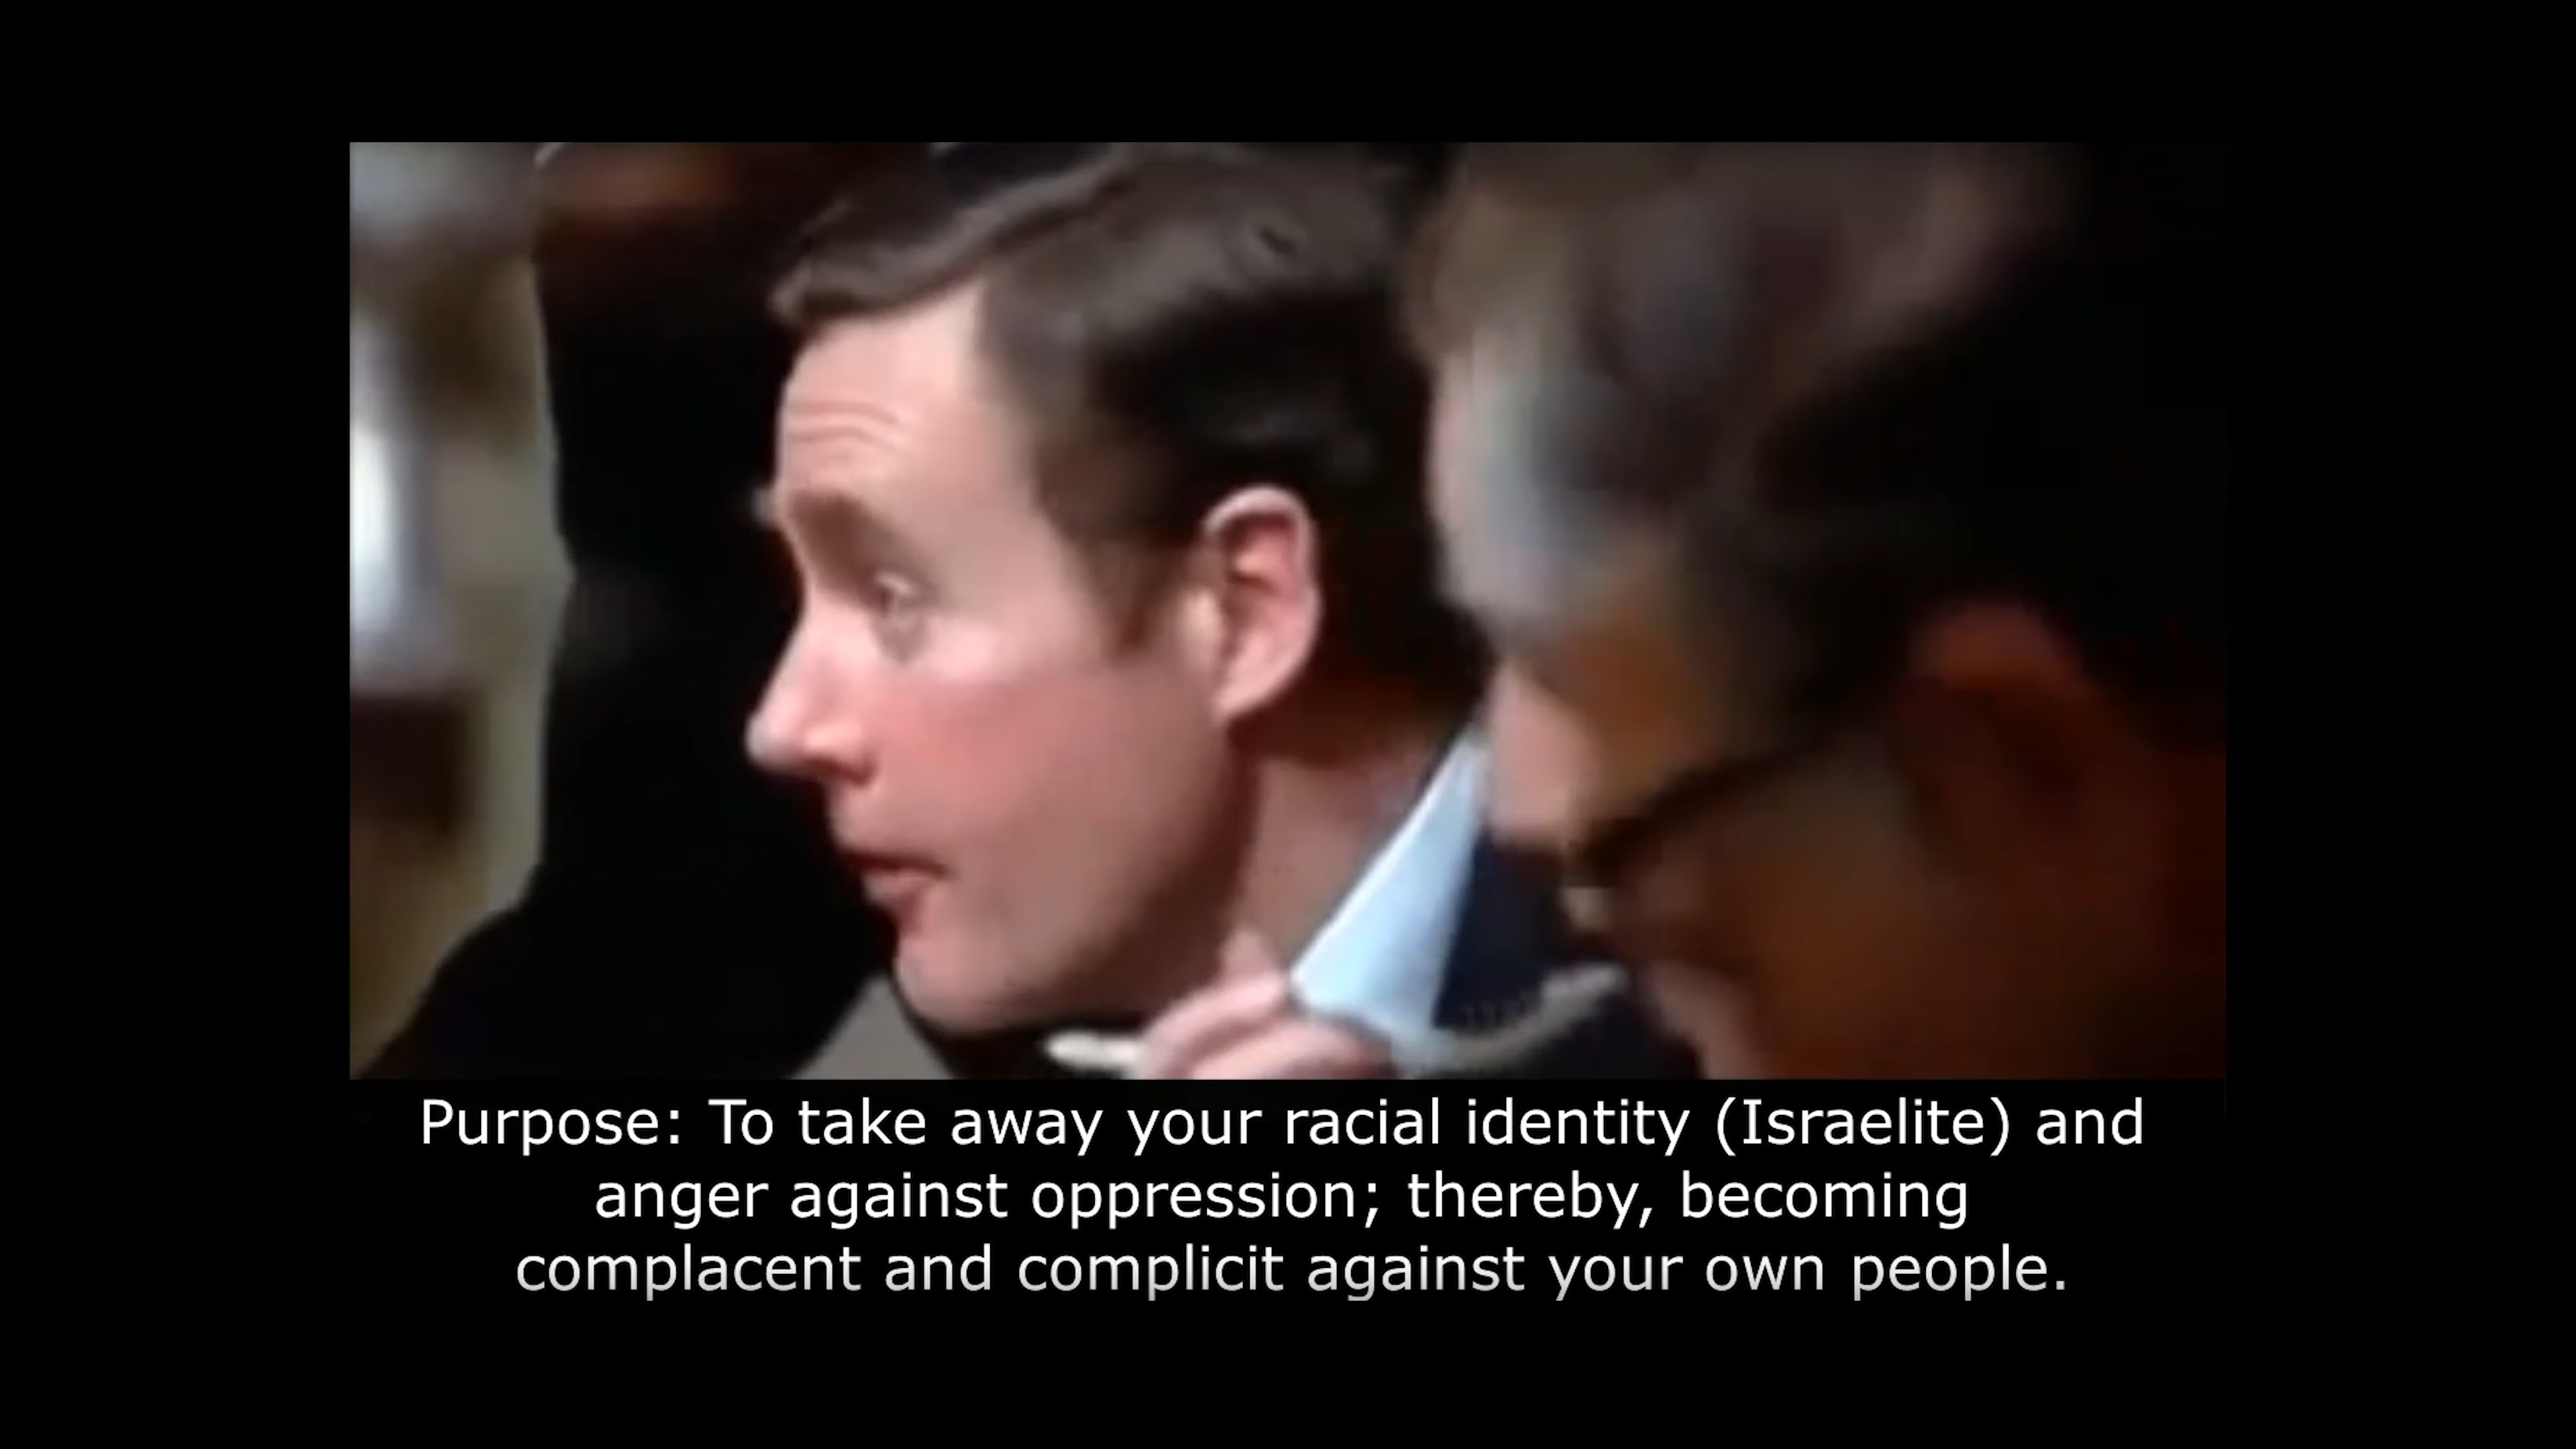 Purpose: To take away your racial identity (Israelite) and
anger against oppression; thereby, becoming
complacent and complicit against your own people.